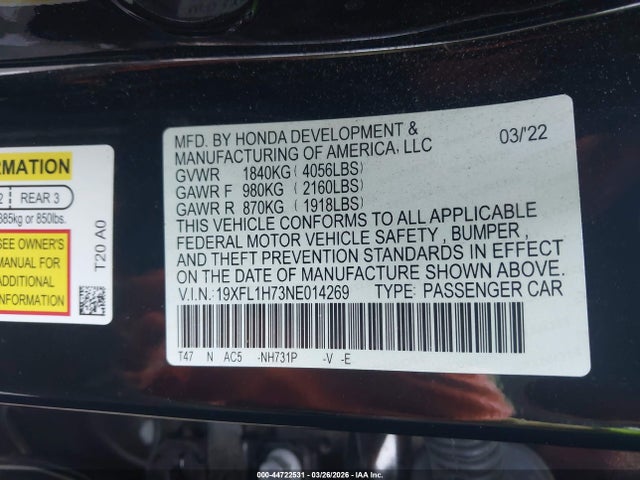 RMATION
2 REAR 3
385kg or 850lbs.
SEE OWNER'S
MANUAL FOR
ADDITIONAL
INFORMATION
T20 A0
MFD. BY HONDA DEVELOPMENT &
MANUFACTURING OF AMERICA, LLC 03/'22
GVWR 1840KG ( 4056LBS)
GAWR F 980KG ( 2160LBS)
GAWR R 870KG ( 1918LBS)
THIS VEHICLE CONFORMS TO ALL APPLICABLE
FEDERAL MOTOR VEHICLE SAFETY , BUMPER,
AND THEFT PREVENTION STANDARDS IN EFFECT
ON THE DATE OF MANUFACTURE SHOWN ABOVE.
V.I.N.: 19XFL1H73NE014269 TYPE: PASSENGER CAR
T47 N AC5 -NH731P -V -E
000-44722531 - 03/26/2026 - IAA Inc.